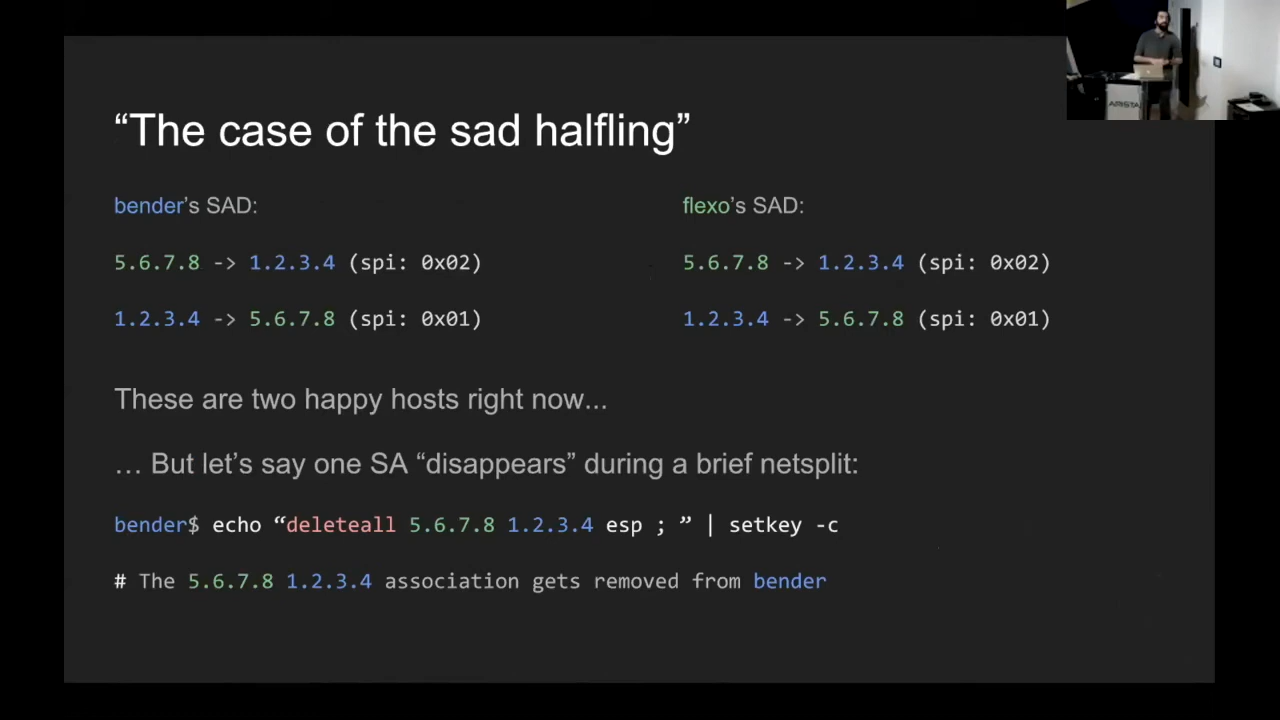 “The case of the sad halfling”
bender’s SAD:
5.6.7.8 -> 1.2.3.4 (spi: 0x02)
1.2.3.4 -> 5.6.7.8 (spi: 0x01)
flexo’s SAD:
5.6.7.8 -> 1.2.3.4 (spi: 0x02)
1.2.3.4 -> 5.6.7.8 (spi: 0x01)
These are two happy hosts right now...
… But let’s say one SA “disappears” during a brief netsplit:
bender$ echo “deleteall 5.6.7.8 1.2.3.4 esp ; ” | setkey -c
# The 5.6.7.8 1.2.3.4 association gets removed from bender
ARISTA